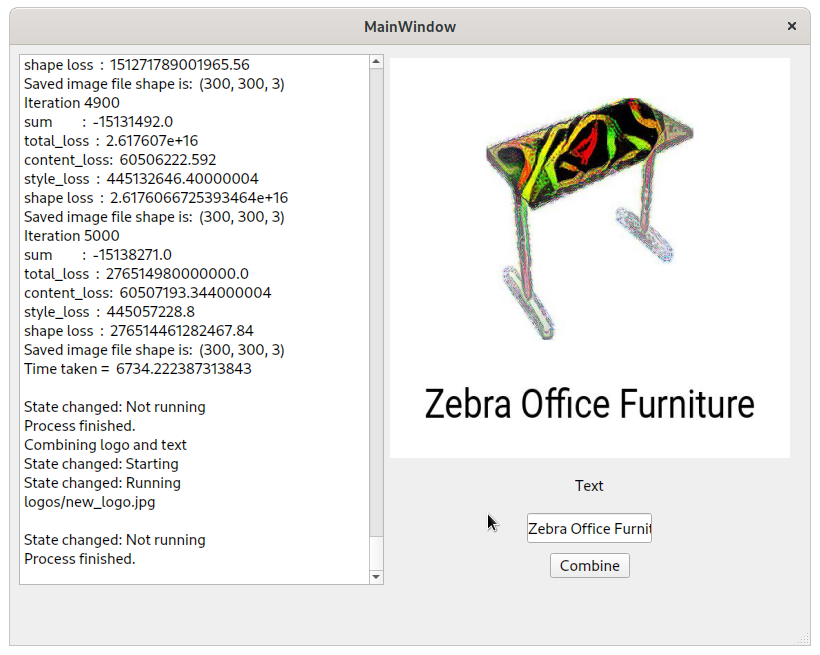 MainWindow
shape loss  :  151271789001965.56
Saved image file shape is:  (300, 300, 3)
Iteration 4900
sum        :  -15131492.0
total_loss  :  2.617607e+16
content_loss:  60506222.592
style_loss  :  445132646.40000004
shape loss  :  2.6176066725393464e+16
Saved image file shape is:  (300, 300, 3)
Iteration 5000
sum        :  -15138271.0
total_loss  :  276514980000000.0
content_loss:  60507193.344000004
style_loss  :  445057228.8
shape loss  :  276514461282467.84
Saved image file shape is:  (300, 300, 3)
Time taken =  6734.222387313843
State changed: Not running
Process finished.
Combining logo and text
State changed: Starting
State changed: Running
logos/new_logo.jpg
State changed: Not running
Process finished.
Zebra Office Furniture
Text
Zebra Office Furnit
Combine